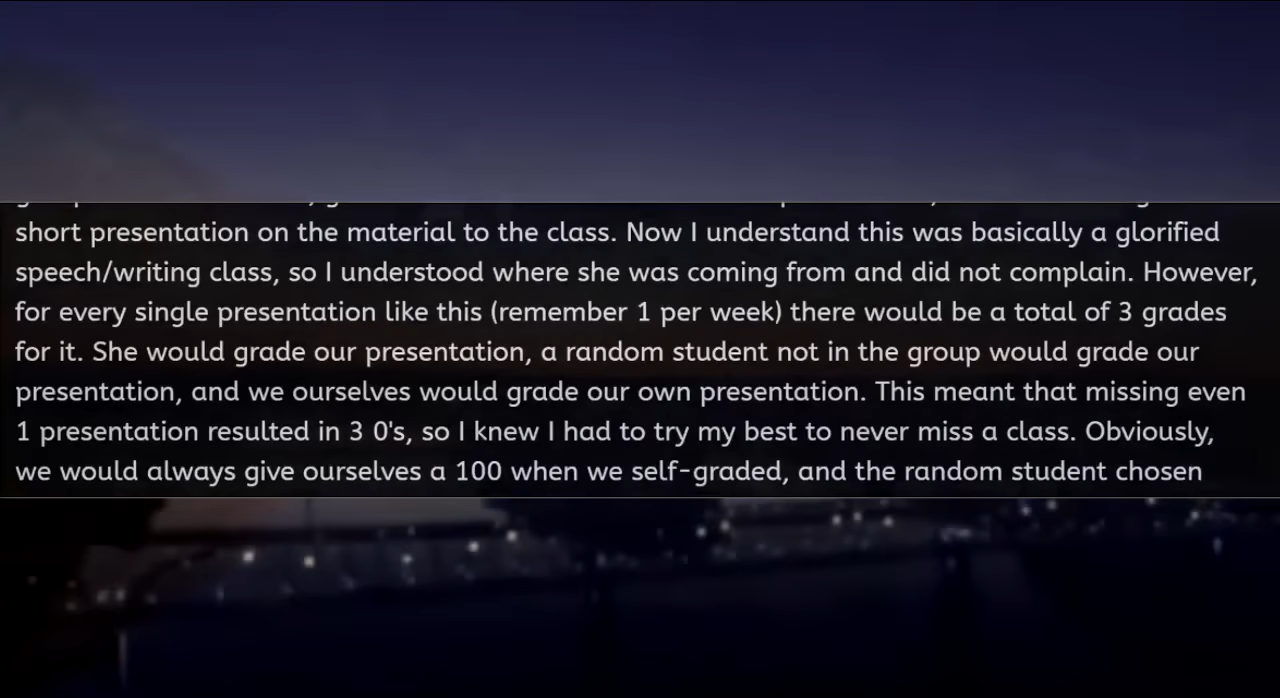 short presentation on the material to the class. Now I understand this was basically a glorified
speech/writing class, so I understood where she was coming from and did not complain. However,
for every single presentation like this (remember 1 per week) there would be a total of 3 grades
for it. She would grade our presentation, a random student not in the group would grade our
presentation, and we ourselves would grade our own presentation. This meant that missing even
1 presentation resulted in 3 0's, so I knew I had to try my best to never miss a class. Obviously,
we would always give ourselves a 100 when we self-graded, and the random student chosen